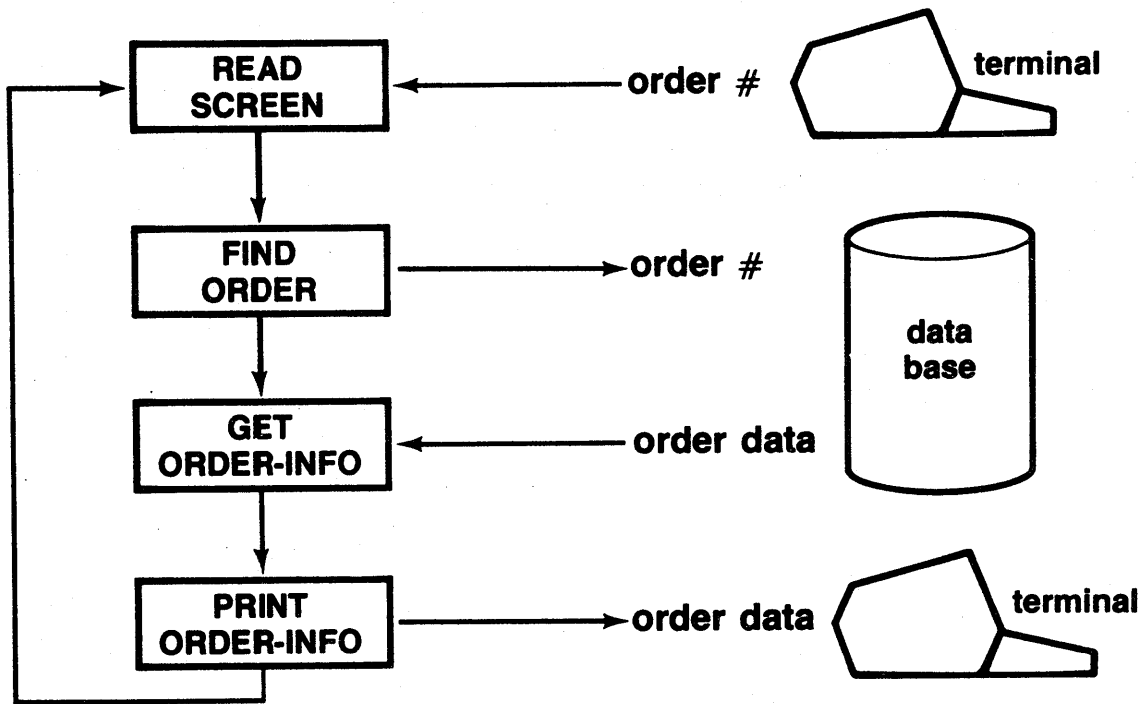 READ
SCREEN
order #
terminal
FIND
ORDER
order #
data
base
GET
ORDER-INFO
order data
PRINT
ORDER-INFO
order data
terminal